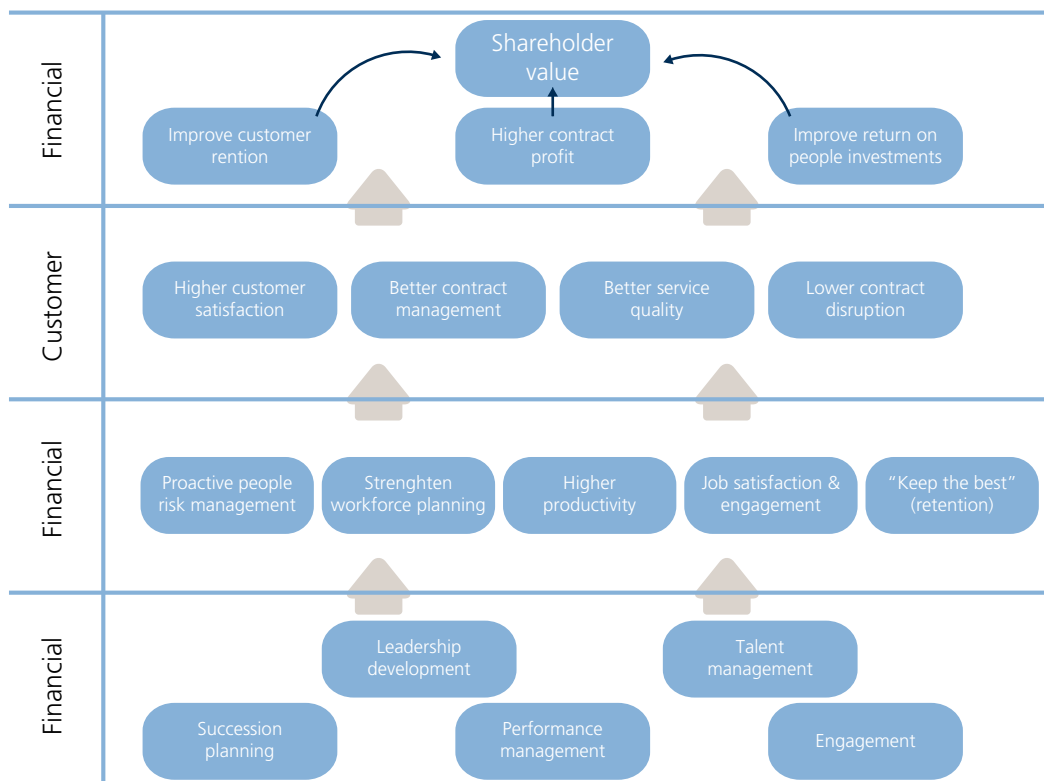 Financial
Shareholder
value
Improve customer
rention
Higher contract
profit
Improve return on
people investments
Customer
Higher customer
satisfaction
Better contract
management
Better service
quality
Lower contract
disruption
Financial
Proactive people
risk management
Strenghten
workforce planning
Higher
productivity
Job satisfaction &
engagement
“Keep the best”
(retention)
Financial
Leadership
development
Talent
management
Succession
planning
Performance
management
Engagement